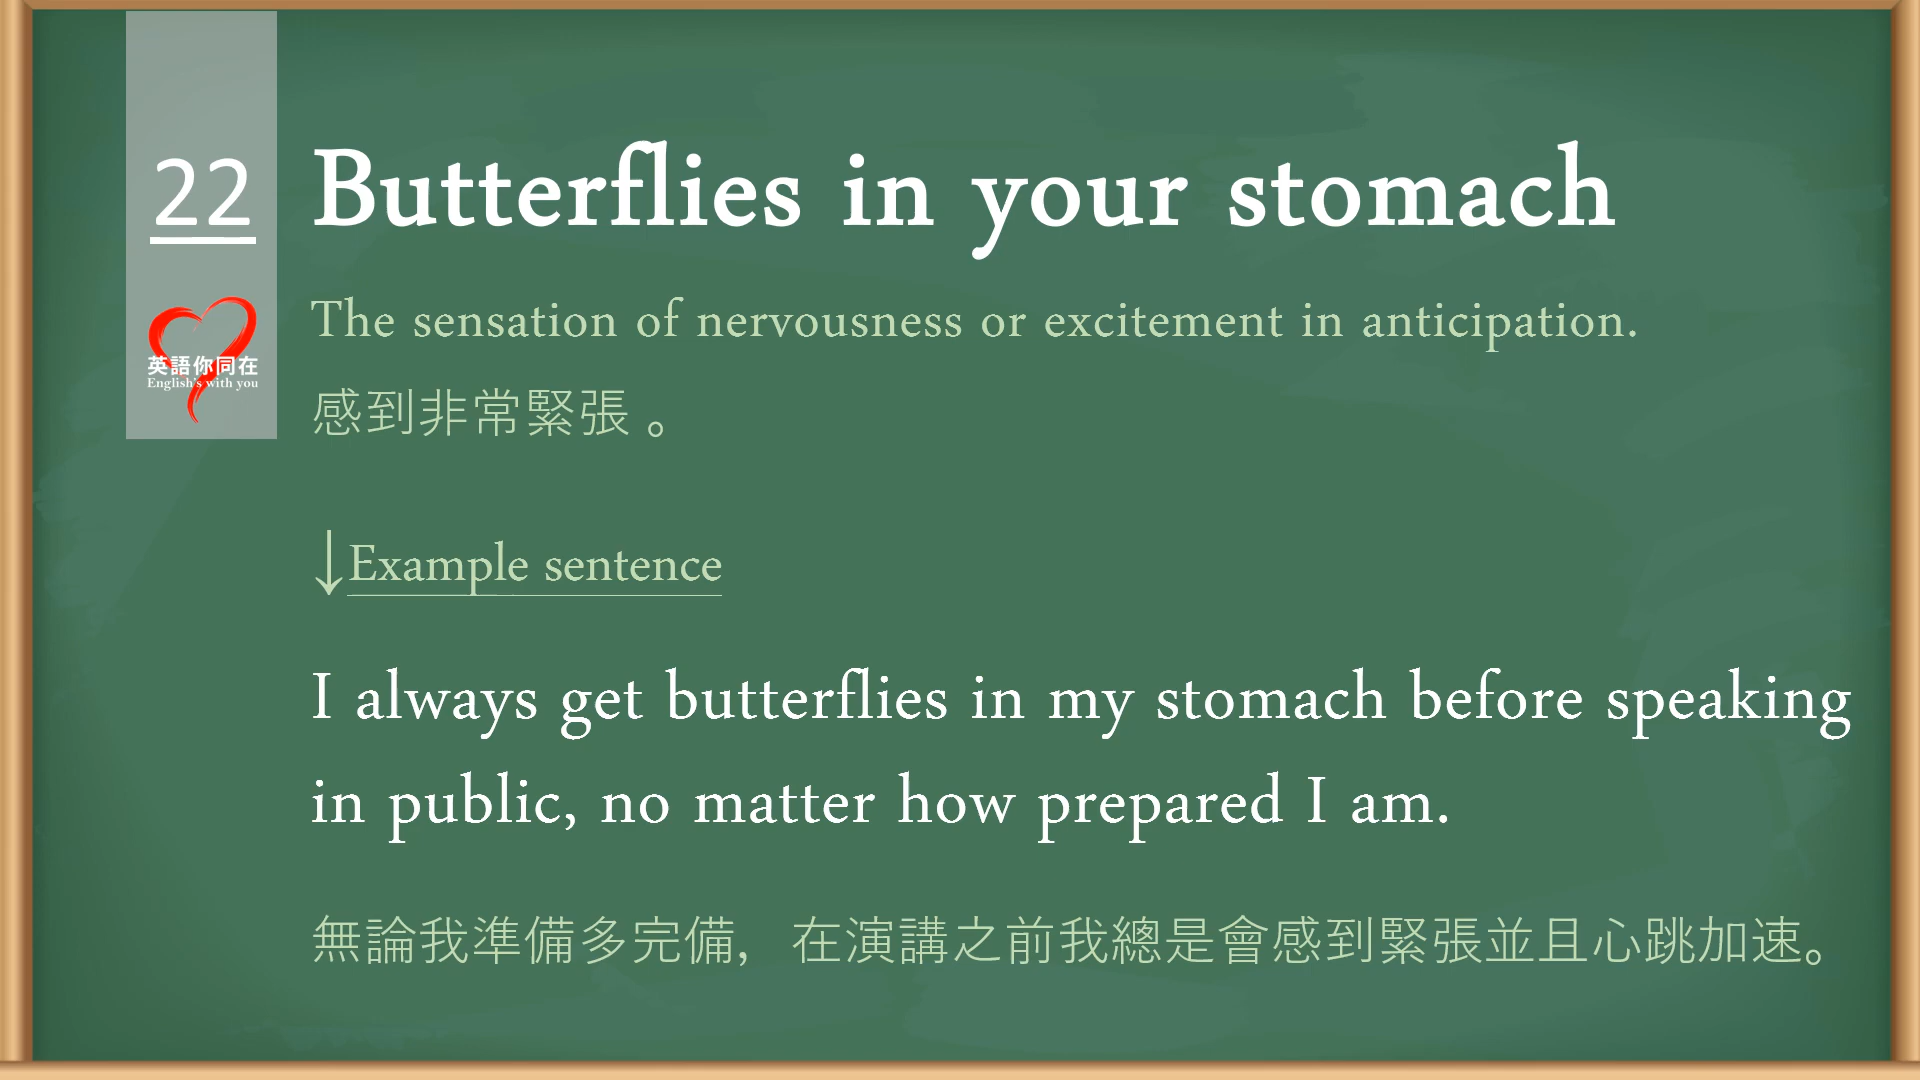 22
Butterflies in your stomach
英語你同在
English's with you
The sensation of nervousness or excitement in anticipation.
感到非常緊張 。
↓Example sentence
I always get butterflies in my stomach before speaking
in public, no matter how prepared I am.
無論我準備多完備， 在演講之前我總是會感到緊張並且心跳加速。